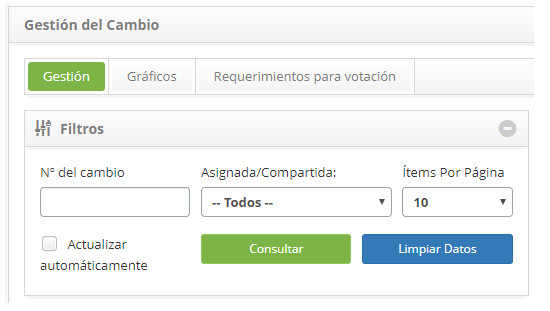 Gestión del Cambio
Gestión Gráficos Requerimientos para votación
Filtros
N° del cambio Asignada/Compartida: Ítems Por Página
-- Todos -- 10
Actualizar Consultar Limpiar Datos
automáticamente